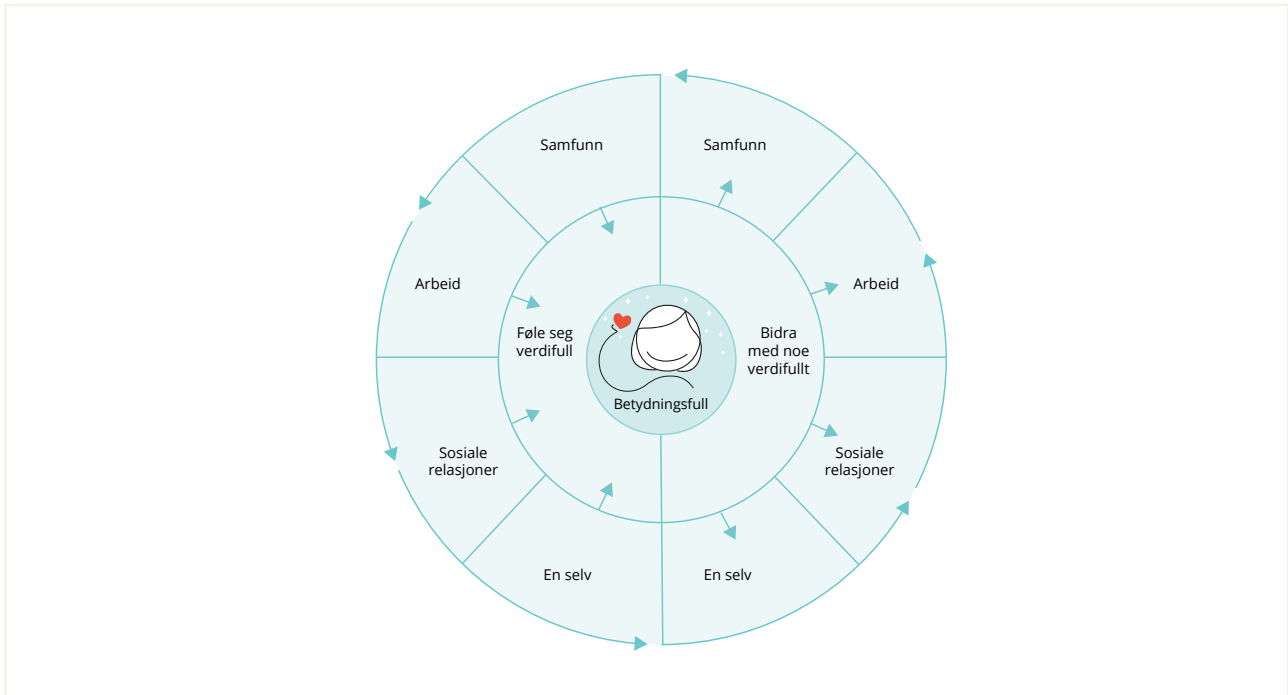 Samfunn
Samfunn
Arbeid
Arbeid
Føle seg
verdifull
Bidra
med noe
verdifullt
Betydningsfull
Sosiale
relasjoner
Sosiale
relasjoner
En selv
En selv